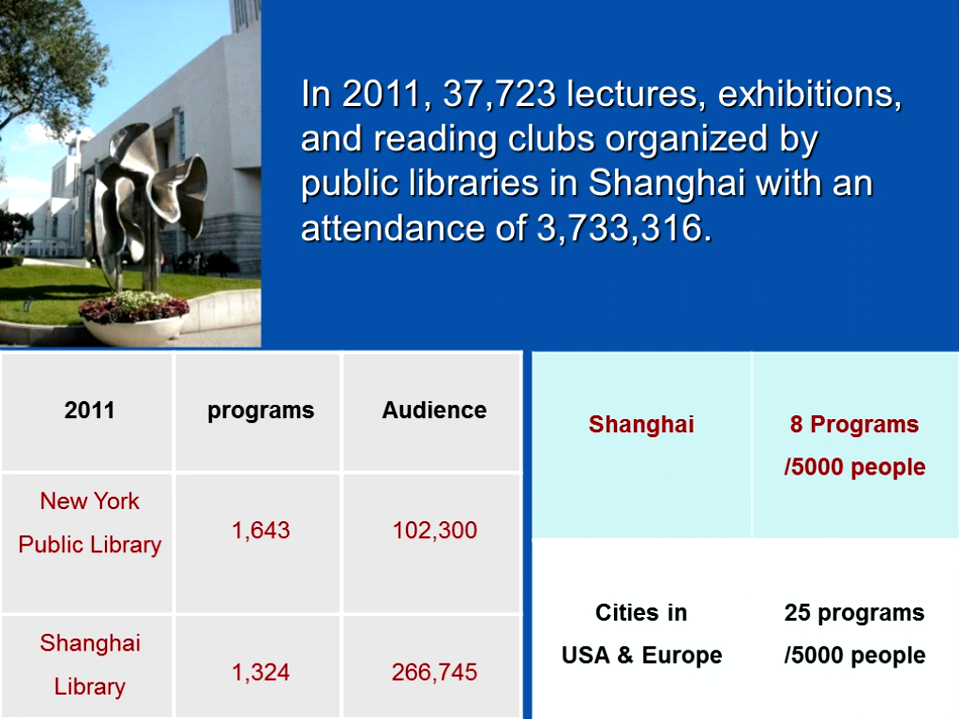 In 2011, 37,723 lectures, exhibitions,
and reading clubs organized by
public libraries in Shanghai with an
attendance of 3,733,316.
2011 programs Audience
New York
Public Library 1,643 102,300
Shanghai
Library 1,324 266,745
Shanghai 8 Programs
/5000 people
Cities in 25 programs
USA & Europe /5000 people